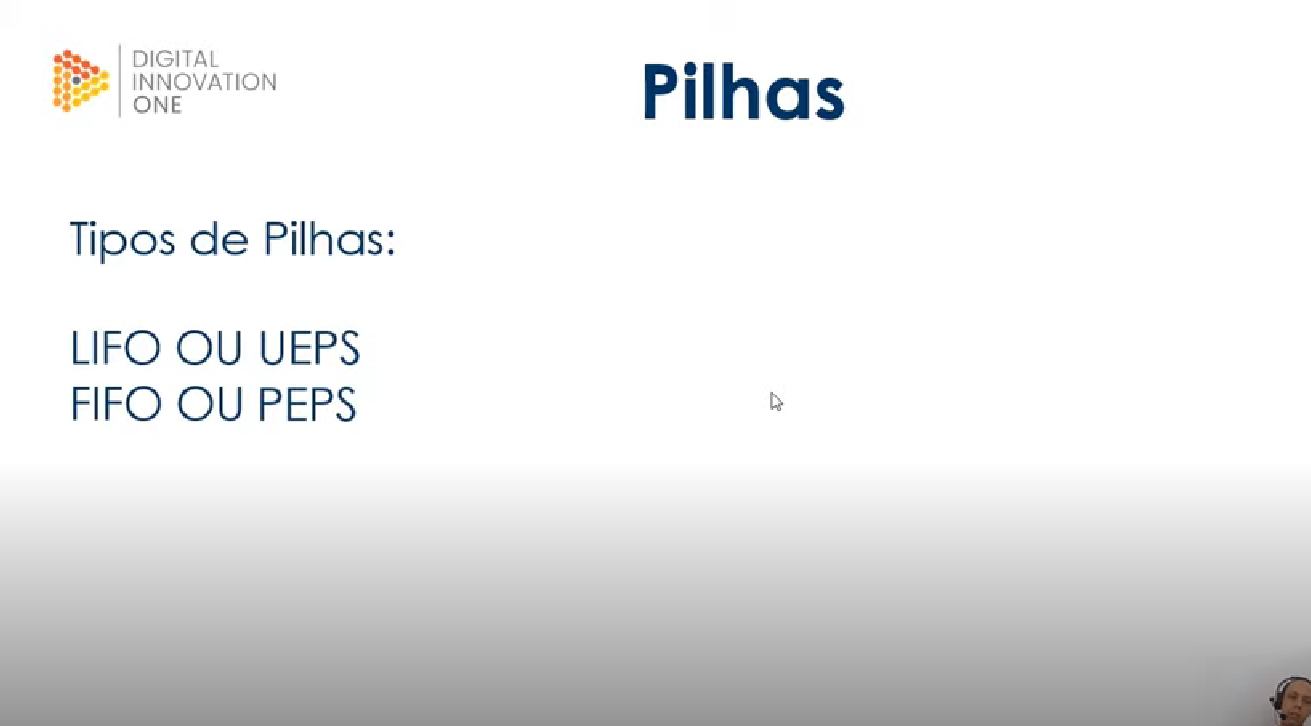 DIGITAL
INNOVATION
ONE
Pilhas
Tipos de Pilhas:
LIFO OU UEPS
FIFO OU PEPS